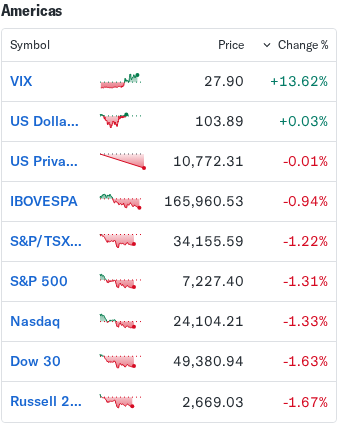 Americas
Symbol Price Change %
VIX 27.90 +13.62%
US Dolla... 103.89 +0.03%
US Priva... 10,772.31 -0.01%
IBOVESPA 165,960.53 -0.94%
S&P/TSX... 34,155.59 -1.22%
S&P 500 7,227.40 -1.31%
Nasdaq 24,104.21 -1.33%
Dow 30 49,380.94 -1.63%
Russell 2... 2,669.03 -1.67%